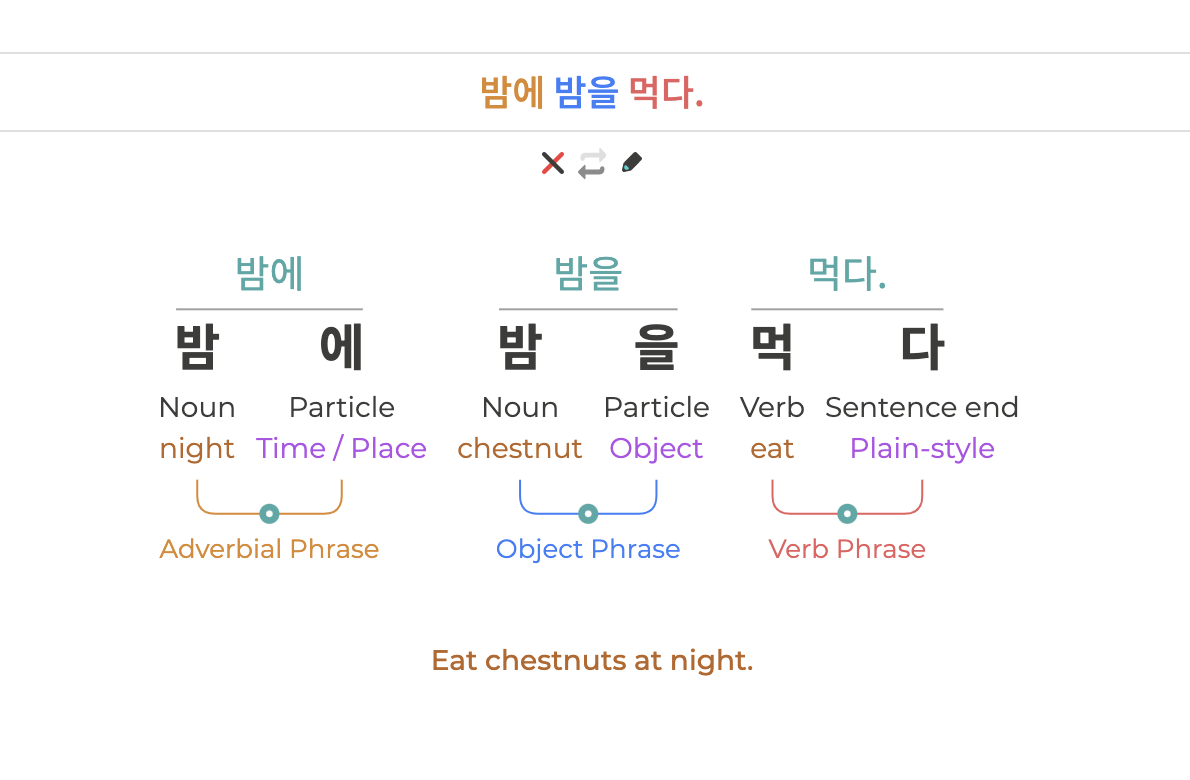 밤에 밤을 먹다.
밤에 밤을 먹다.
밤 에 밤 을 먹 다
Noun Particle Noun Particle Verb Sentence end
night Time / Place chestnut Object eat Plain-style
Adverbial Phrase Object Phrase Verb Phrase
Eat chestnuts at night.